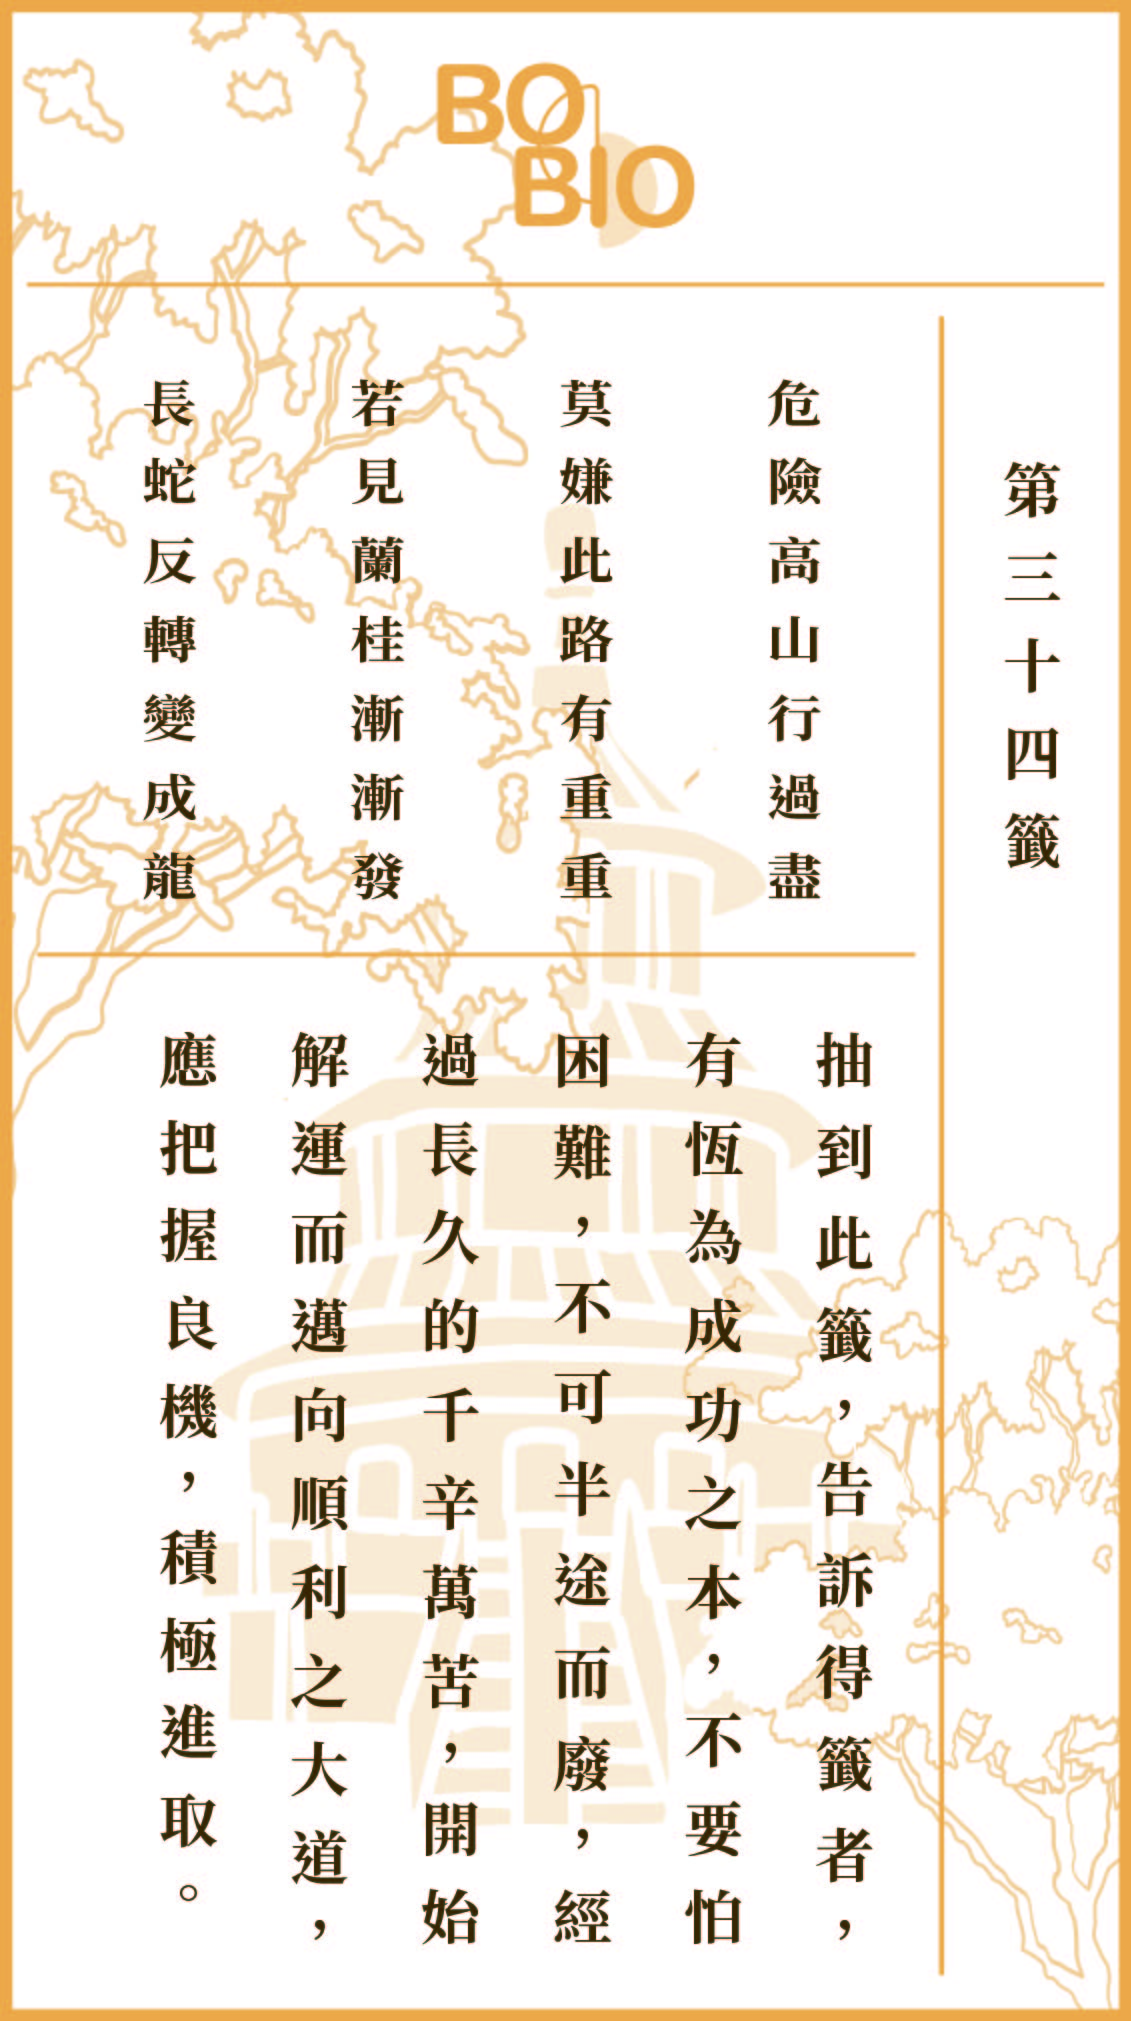 BO
BIO
第三十四籤
危險高山行過盡
莫嫌此路有重重
若見蘭桂漸漸發
長蛇反轉變成龍
抽到此籤，告訴得籤者，
有恆為成功之本，不要怕
困難，不可半途而廢，經
過長久的千辛萬苦，開始
解運而邁向順利之大道，
應把握良機，積極進取。